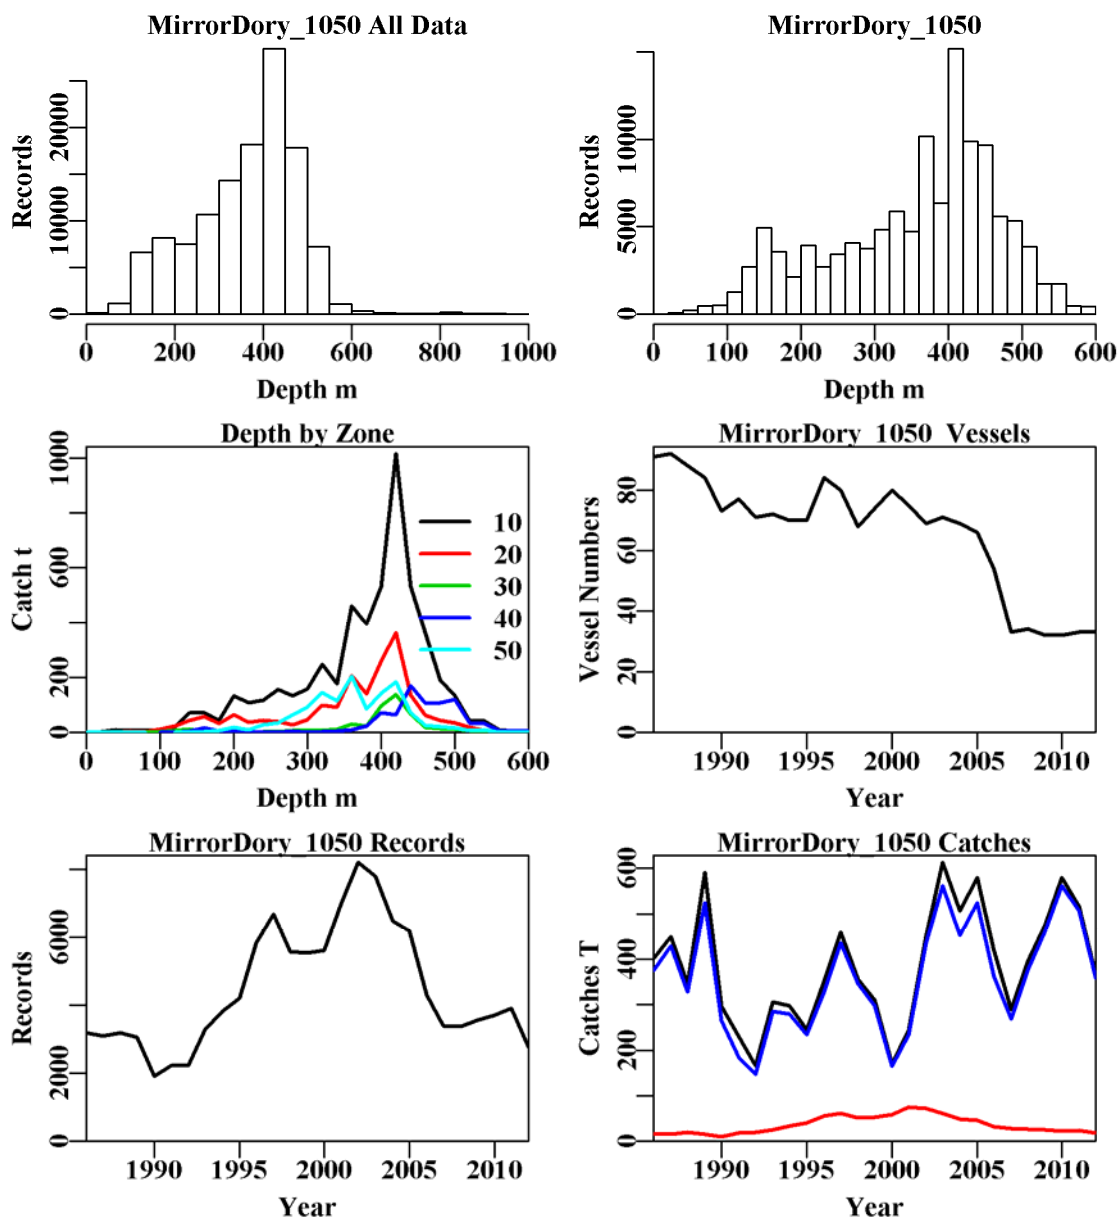 MirrorDory_1050 All Data
Records
0 10000 20000
0 200 400 600 800 1000
Depth m
MirrorDory_1050
Records
0 5000 10000
0 100 200 300 400 500 600
Depth m
Depth by Zone
Catch t
0 200 600 1000
10
20
30
40
50
0 100 200 300 400 500 600
Depth m
MirrorDory_1050 Vessels
Vessel Numbers
0 20 40 60 80
1990 1995 2000 2005 2010
Year
MirrorDory_1050 Records
Records
0 2000 6000
1990 1995 2000 2005 2010
Year
MirrorDory_1050 Catches
Catches T
0 200 400 600
1990 1995 2000 2005 2010
Year